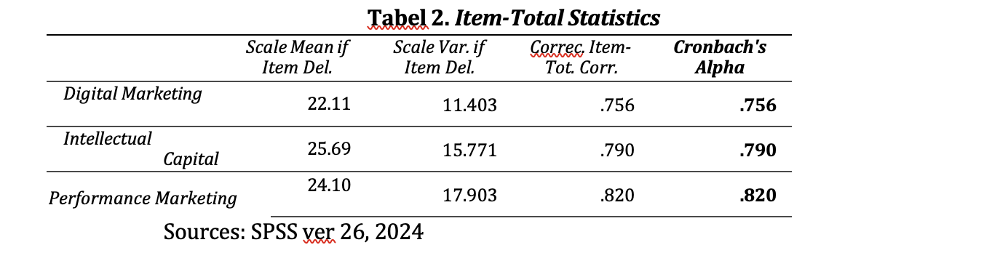 Tabel 2. Item-Total Statistics
Scale Mean if Scale Var. if Correc. Item- Cronbach's
Item Del. Item Del. Tot. Corr. Alpha
Digital Marketing 22.11 11.403 .756 .756
Intellectual
Capital 25.69 15.771 .790 .790
Performance Marketing 24.10 17.903 .820 .820
Sources: SPSS ver 26, 2024